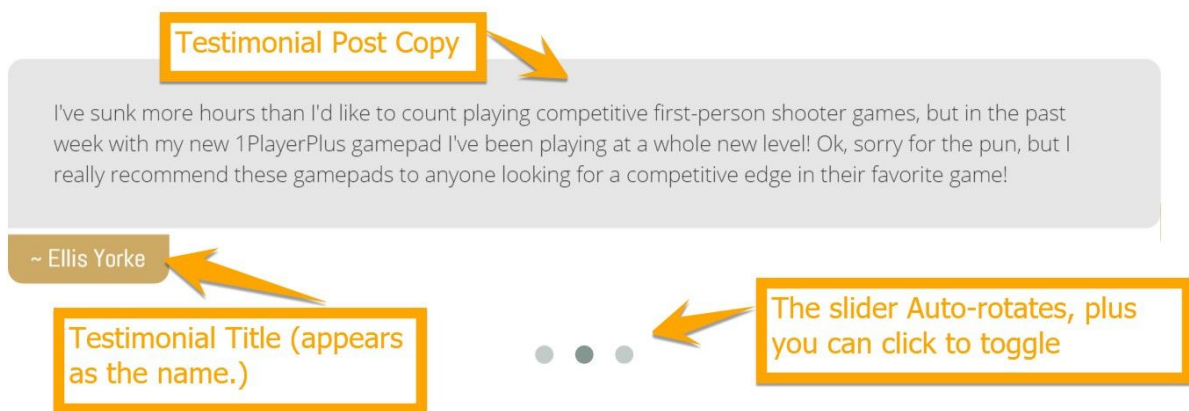 Testimonial Post Copy
I've sunk more hours than I'd like to count playing competitive first-person shooter games, but in the past
week with my new 1PlayerPlus gamepad I've been playing at a whole new level! Ok, sorry for the pun, but I
really recommend these gamepads to anyone looking for a competitive edge in their favorite game!
~ Ellis Yorke
Testimonial Title (appears
as the name.)
The slider Auto-rotates, plus
you can click to toggle